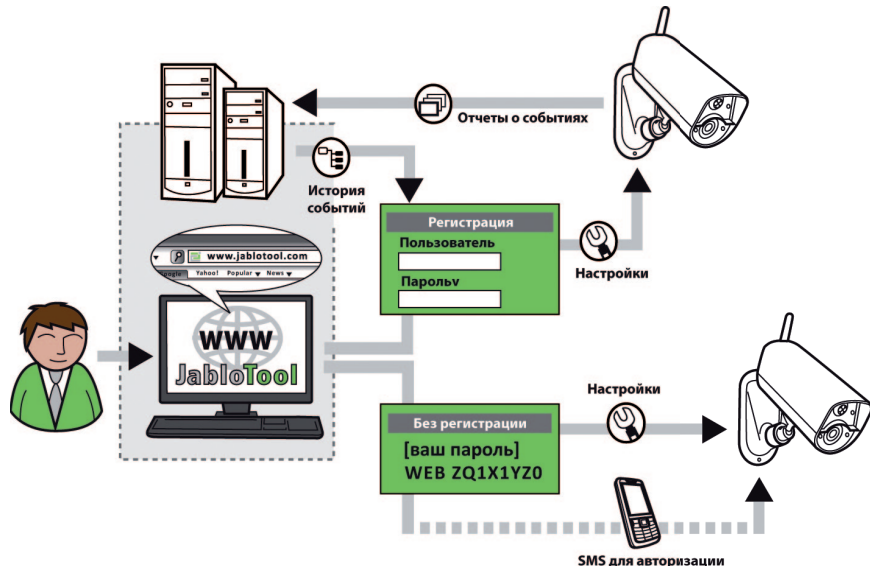 Отчеты о событиях
История
событий
Регистрация
Пользователь
Парольv
Настройки
www.jablotool.com
oogle Yahoo! Popular News
WWW
JabloTool
Настройки
Без регистрации
[ваш пароль]
WEB ZQ1X1YZ0
SMS для авторизации